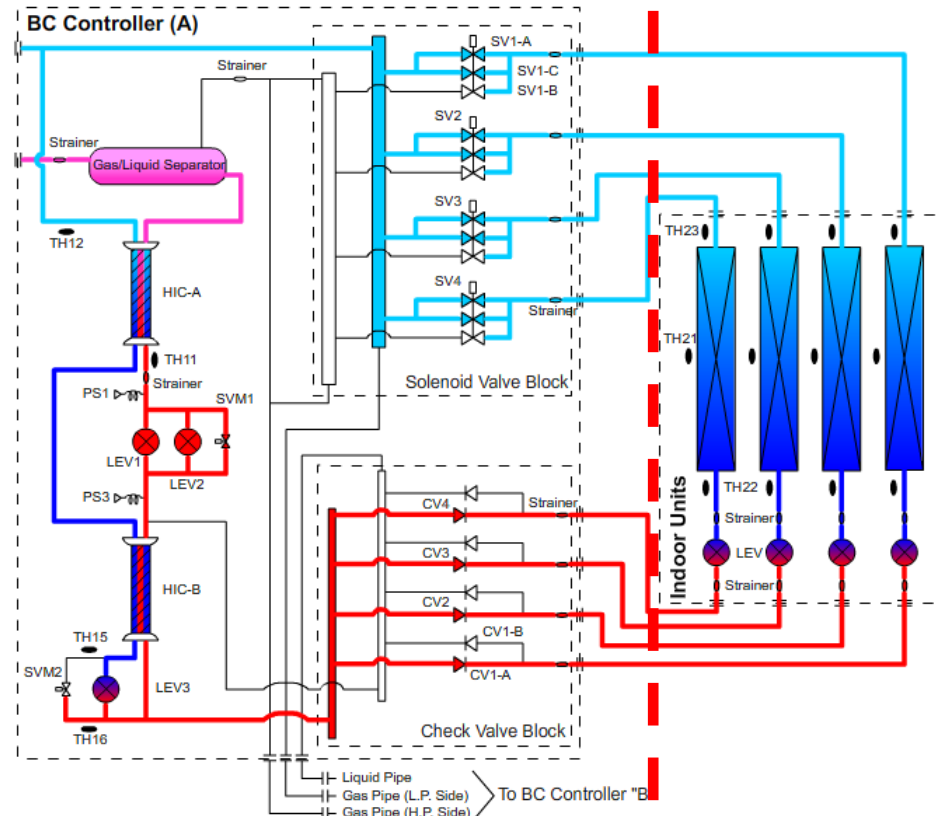 BC Controller (A)
Strainer
SV1-A
SV1-C
SV1-B
Strainer
Gas/Liquid Separator
SV2
TH12
SV3
TH23
HIC-A
SV4
Strainer
TH11
TH21
Strainer
Solenoid Valve Block
PS1
SVM1
LEV1
LEV2
PS3
CV4
Strainer
TH22
Strainer
CV3
LEV
HIC-B
CV2
Strainer
Indoor Units
TH15
CV1-B
SVM2
LEV3
CV1-A
TH16
Check Valve Block
Liquid Pipe
Gas Pipe (L.P. Side)
To BC Controller "B
Gas Pipe (H.P. Side)